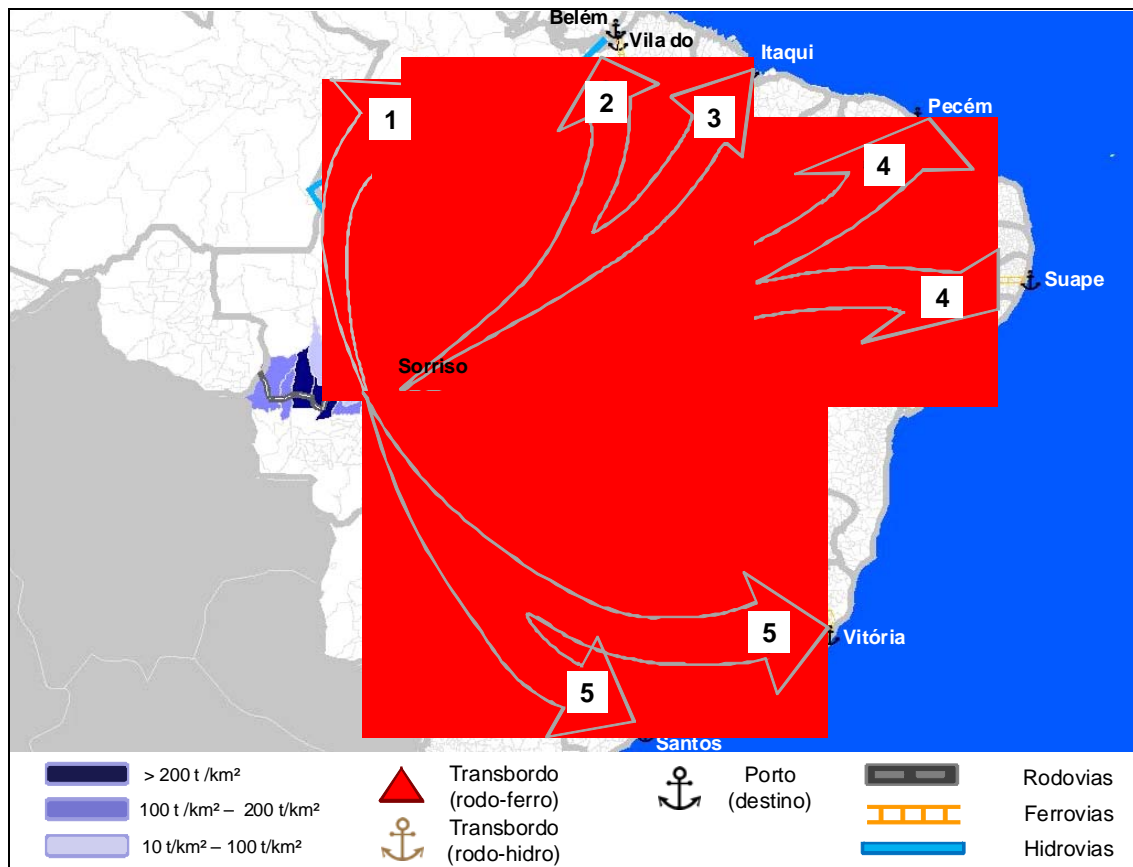 Belém
Vila do
Itaqui
1
2
3
Pecém
4
Suape
4
Sorriso
5
Vitória
5
Santos
> 200 t /km²
100 t /km² – 200 t/km²
10 t/km² – 100 t/km²
Transbordo
(rodo-ferro)
Transbordo
(rodo-hidro)
Porto
(destino)
Rodovias
Ferrovias
Hidrovias